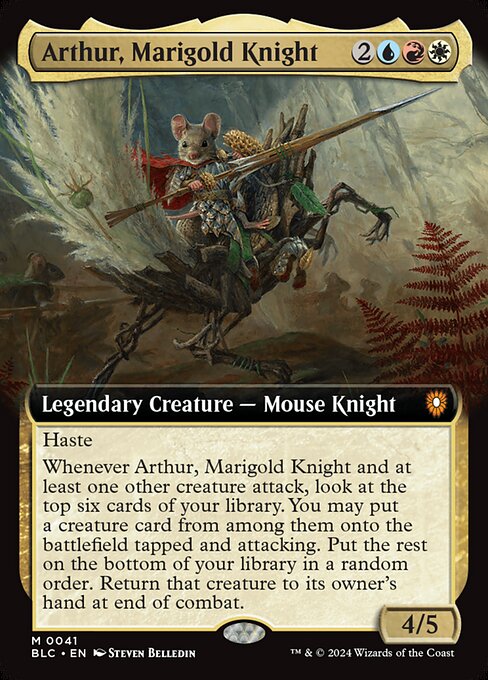 Arthur, Marigold Knight 2
Legendary Creature — Mouse Knight
Haste
Whenever Arthur, Marigold Knight and at
least one other creature attack, look at the
top six cards of your library. You may put
a creature card from among them onto the
battlefield tapped and attacking. Put the rest
on the bottom of your library in a random
order. Return that creature to its owner’s
hand at end of combat.
4/5
M 0041
BLC • EN Steven Belledin
™ & © 2024 Wizards of the Coast